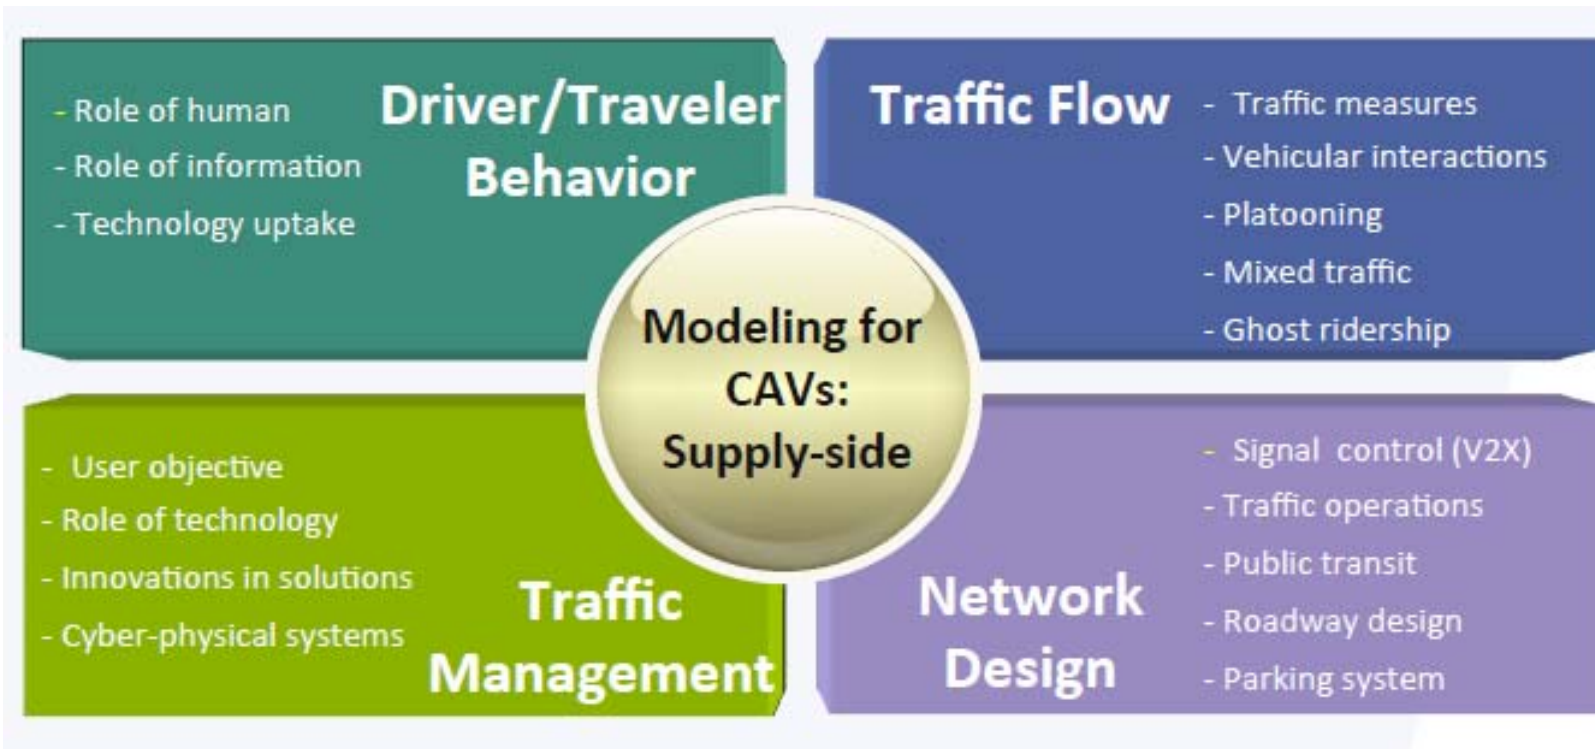 - Role of human
- Role of information
- Technology uptake
Driver/Traveler
Behavior
Traffic Flow
- Traffic measures
- Vehicular interactions
- Platooning
- Mixed traffic
- Ghost ridership
Modeling for
CAVs:
Supply-side
- User objective
- Role of technology
- Innovations in solutions
- Cyber-physical systems
Traffic
Management
Network
Design
- Signal control (V2X)
- Traffic operations
- Public transit
- Roadway design
- Parking system